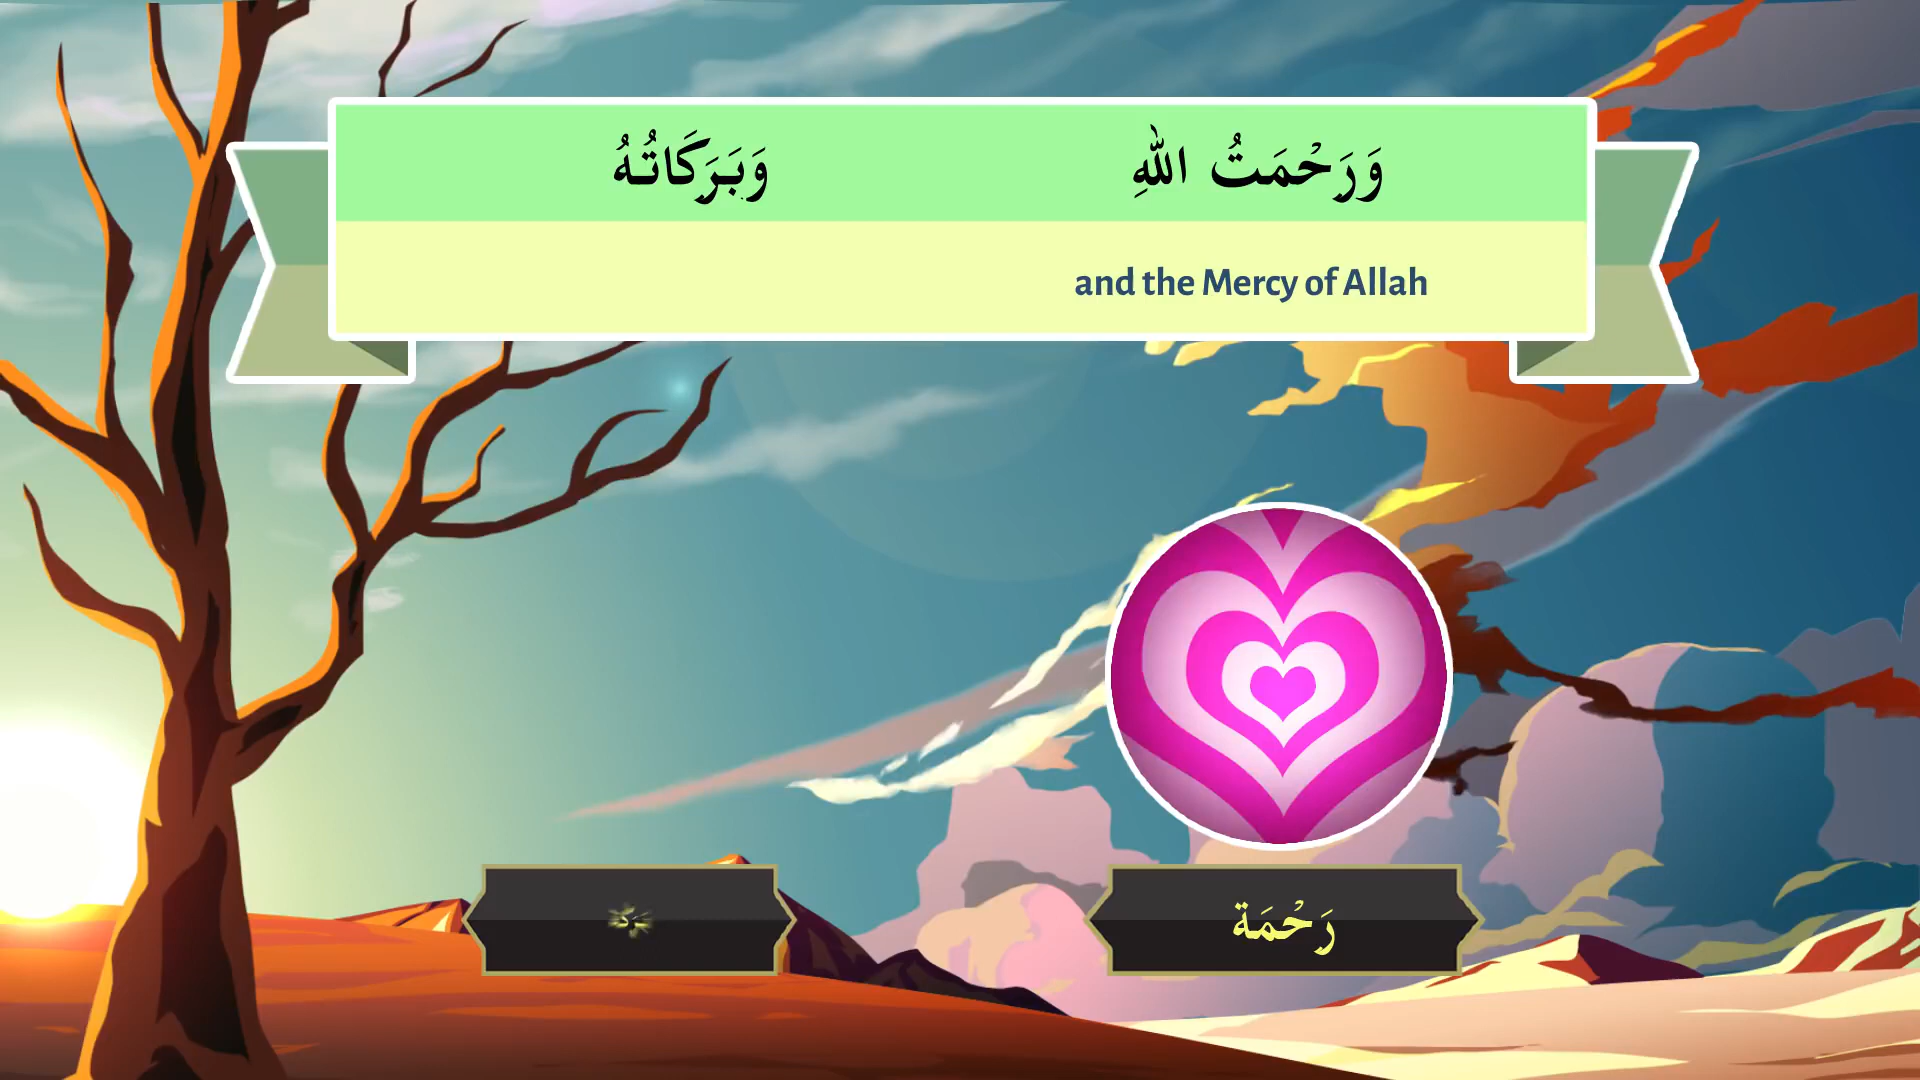 وَرَحْمَتُ اللهِ وَبَرَكَاتُهُ
and the Mercy of Allah
رَحْمَة